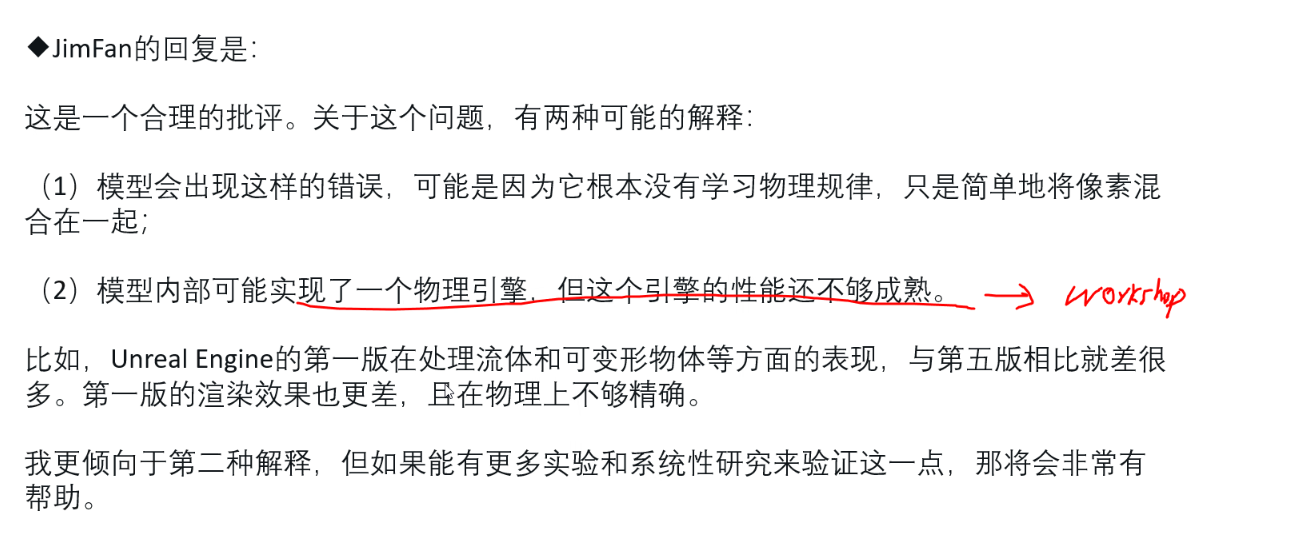 ◆JimFan的回复是：
这是一个合理的批评。关于这个问题，有两种可能的解释：
（1）模型会出现这样的错误，可能是因为它根本没有学习物理规律，只是简单地将像素混
合在一起；
（2）模型内部可能实现了一个物理引擎，但这个引擎的性能还不够成熟。 → workshop
比如，Unreal Engine的第一版在处理流体和可变形物体等方面的表现，与第五版相比就差很
多。第一版的渲染效果也更差，且在物理上不够精确。
我更倾向于第二种解释，但如果能有更多实验和系统性研究来验证这一点，那将会非常有
帮助。